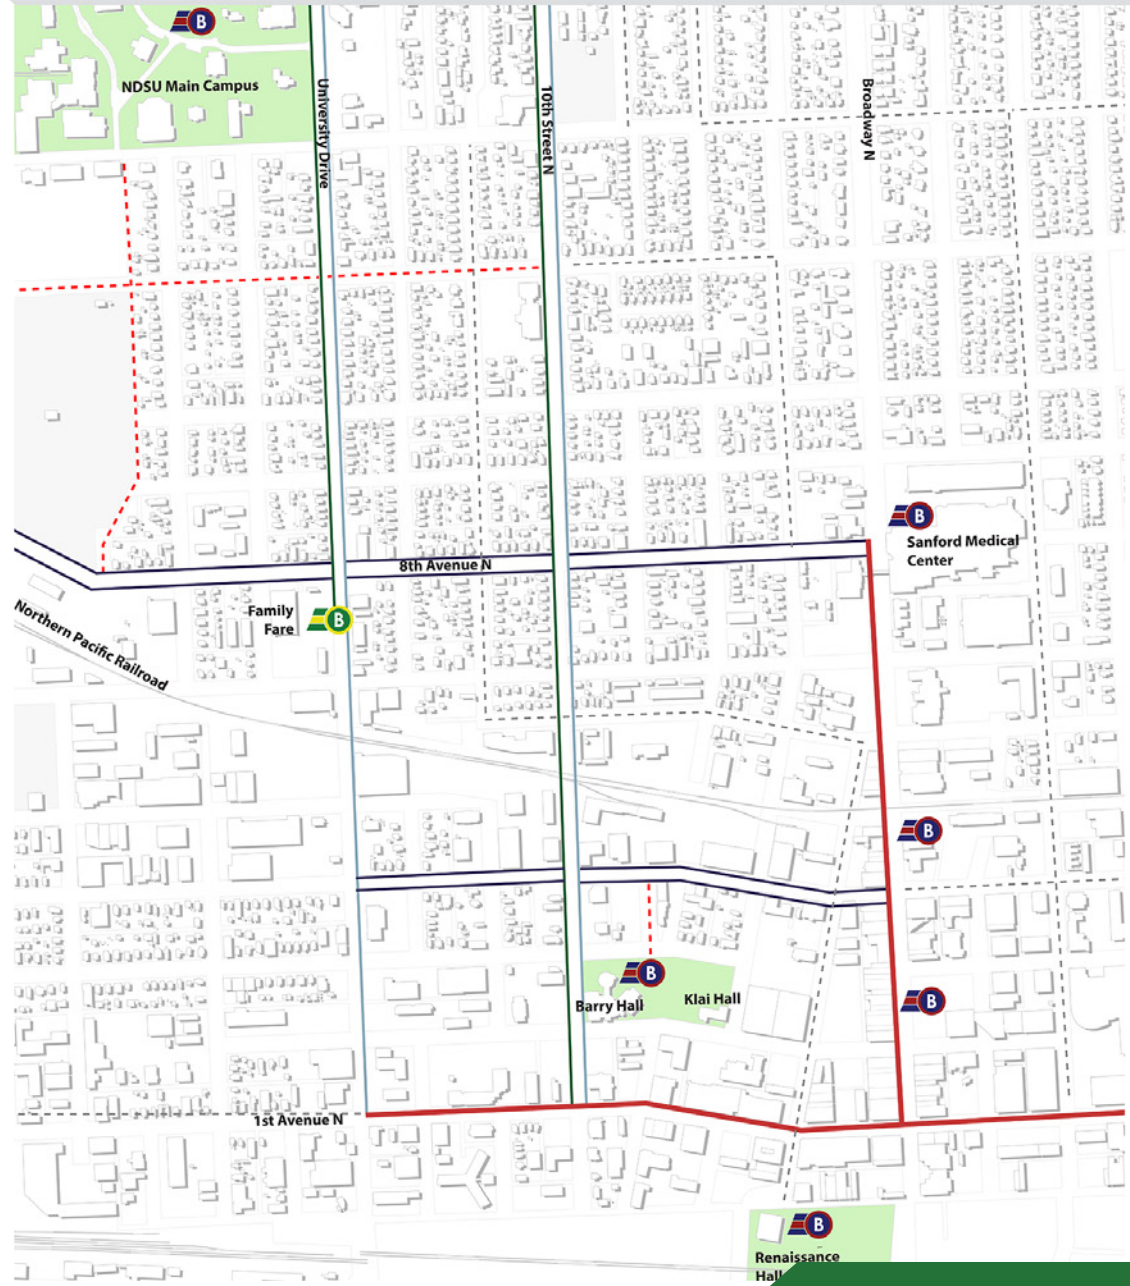 B
NDSU Main Campus
University Drive
10th Street N
Broadway N
B
Sanford Medical
Center
8th Avenue N
Family
Fare
B
Northern Pacific Railroad
B
B
Barry Hall
Klai Hall
B
1st Avenue N
B
Renaissance
Hall